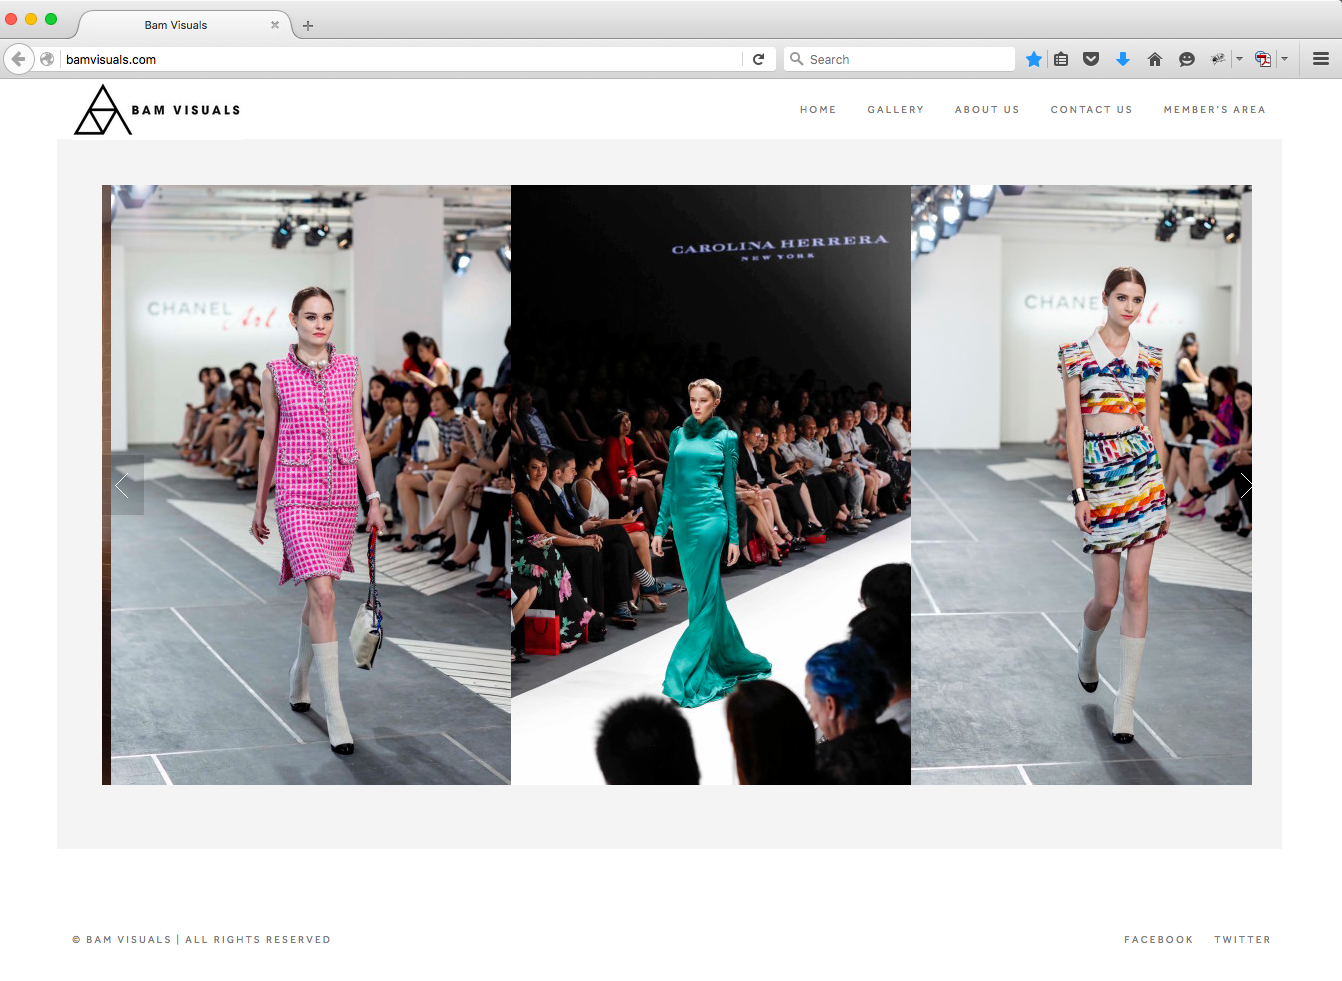 Bam Visuals
bamvisuals.com
Search
BAM VISUALS
HOME GALLERY ABOUT US CONTACT US MEMBER'S AREA
CHANEL
CAROLINA HERRERA
NEW YORK
CHANE
© BAM VISUALS | ALL RIGHTS RESERVED
FACEBOOK TWITTER